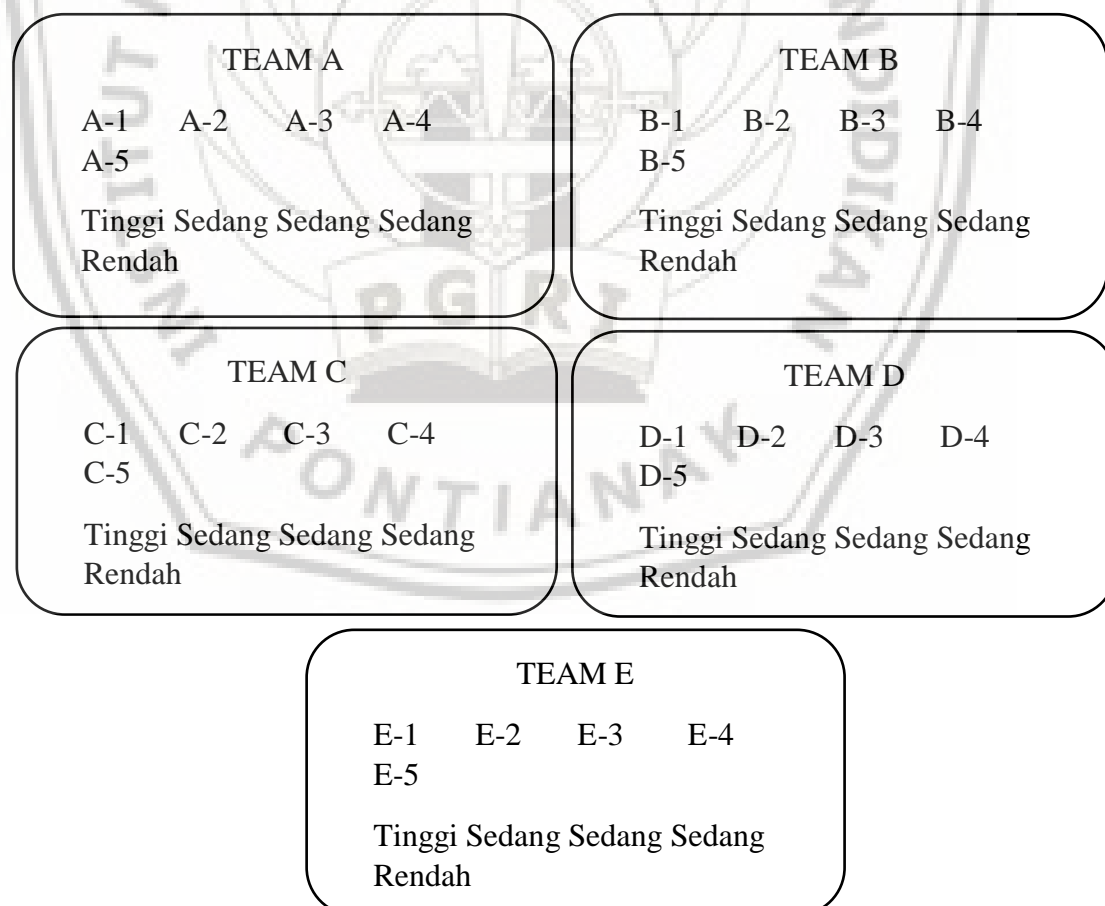 TEAM A
A-1 A-2 A-3 A-4
A-5
Tinggi Sedang Sedang Sedang
Rendah
TEAM B
B-1 B-2 B-3 B-4
B-5
Tinggi Sedang Sedang Sedang
Rendah
TEAM C
C-1 C-2 C-3 C-4
C-5
Tinggi Sedang Sedang Sedang
Rendah
TEAM D
D-1 D-2 D-3 D-4
D-5
Tinggi Sedang Sedang Sedang
Rendah
TEAM E
E-1 E-2 E-3 E-4
E-5
Tinggi Sedang Sedang Sedang
Rendah
PGRI
PONTIANAK